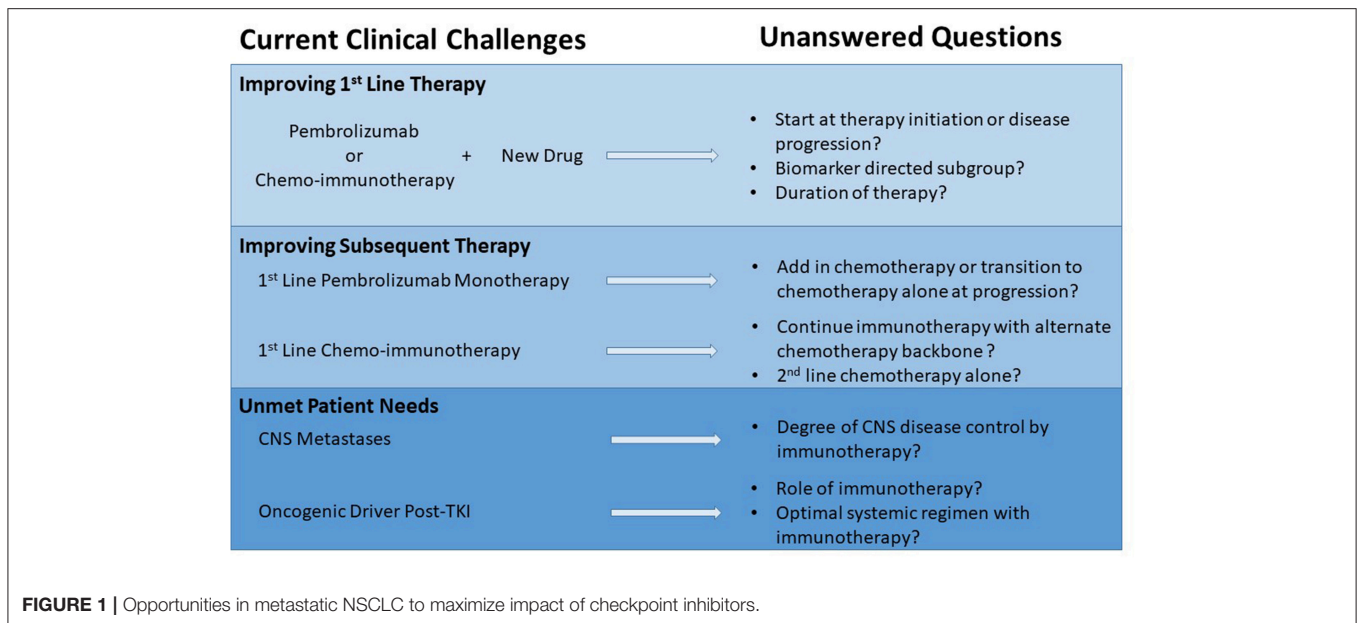 Current Clinical Challenges
Unanswered Questions
Improving 1st Line Therapy
Pembrolizumab
or
Chemo-immunotherapy
+
New Drug
• Start at therapy initiation or disease
progression?
• Biomarker directed subgroup?
• Duration of therapy?
Improving Subsequent Therapy
1st Line Pembrolizumab Monotherapy
• Add in chemotherapy or transition to
chemotherapy alone at progression?
1st Line Chemo-immunotherapy
• Continue immunotherapy with alternate
chemotherapy backbone?
• 2nd line chemotherapy alone?
Unmet Patient Needs
CNS Metastases
• Degree of CNS disease control by
immunotherapy?
Oncogenic Driver Post-TKI
• Role of immunotherapy?
• Optimal systemic regimen with
immunotherapy?
FIGURE 1 | Opportunities in metastatic NSCLC to maximize impact of checkpoint inhibitors.